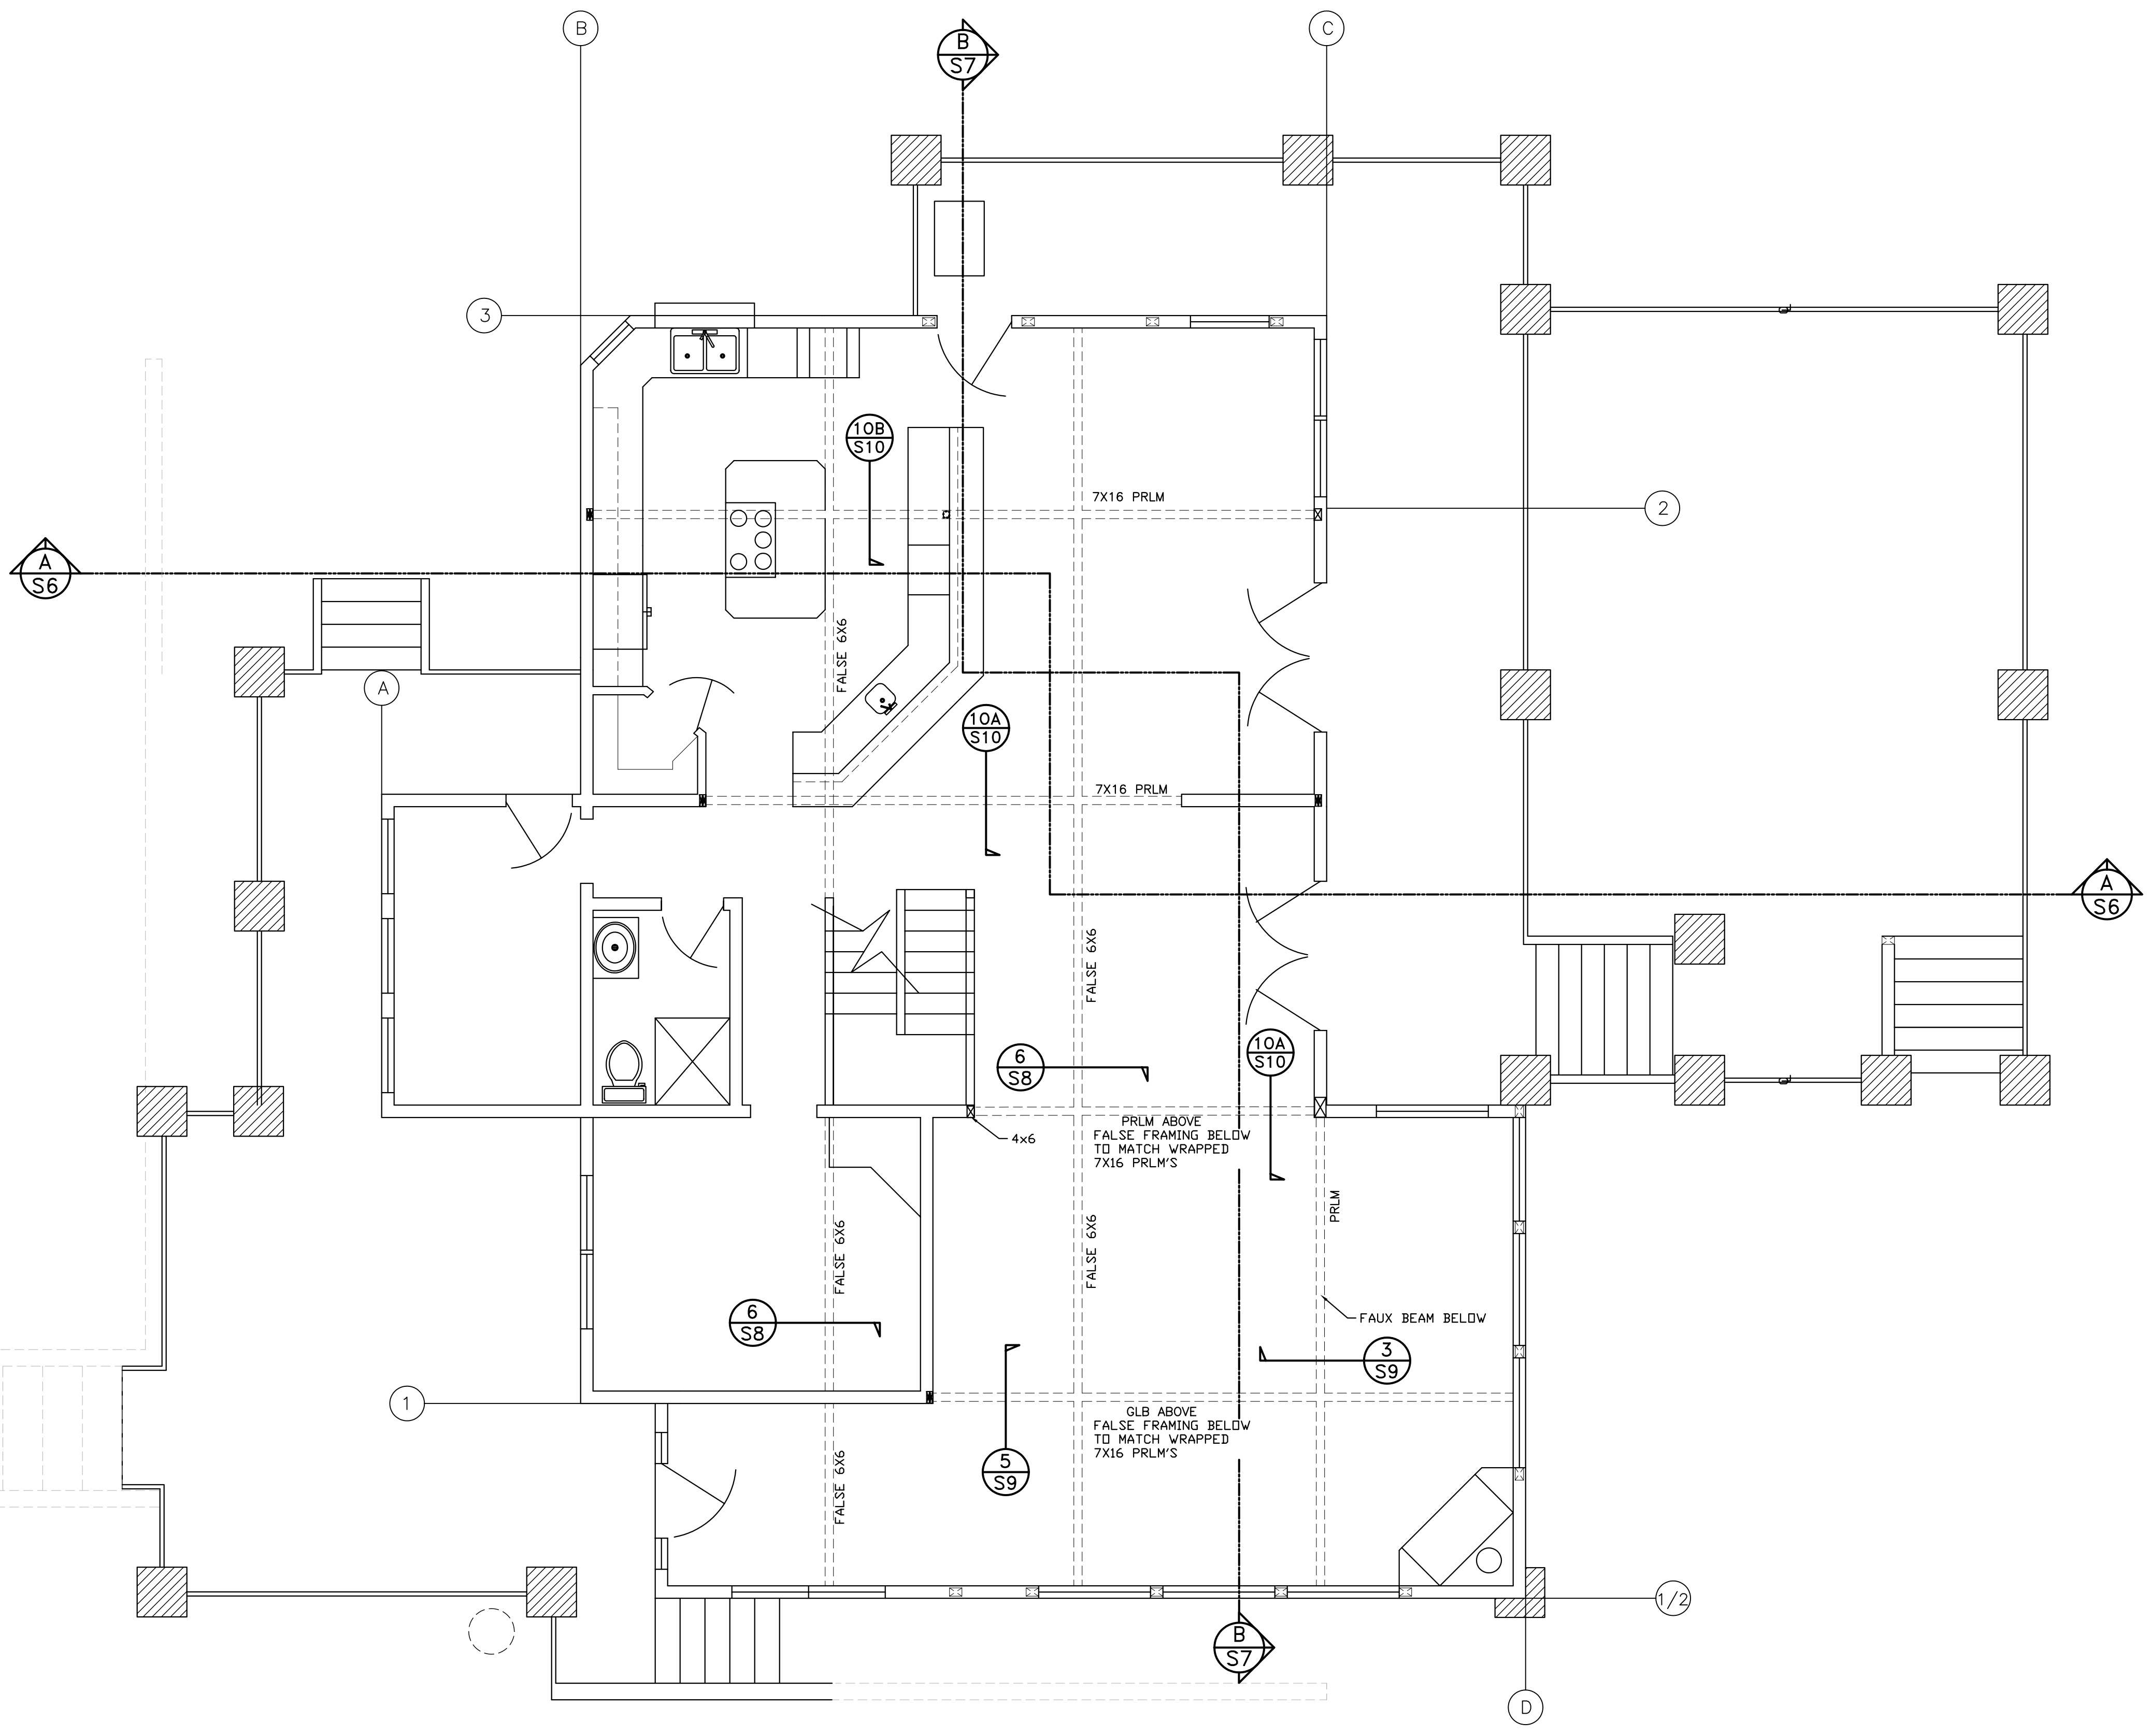 B
B
S7
C
3
10B
S10
7X16 PRLM
2
A
S6
FALSE 6X6
A
10A
S10
7X16 PRLM
A
S6
FALSE 6X6
6
S8
10A
S10
4x6
PRLM ABOVE
FALSE FRAMING BELOW
TO MATCH WRAPPED
7X16 PRLM'S
PRLM
FALSE 6X6
FALSE 6X6
6
S8
FAUX BEAM BELOW
3
S9
1
GLB ABOVE
FALSE FRAMING BELOW
TO MATCH WRAPPED
7X16 PRLM'S
5
S9
FALSE 6X6
1/2
B
S7
D